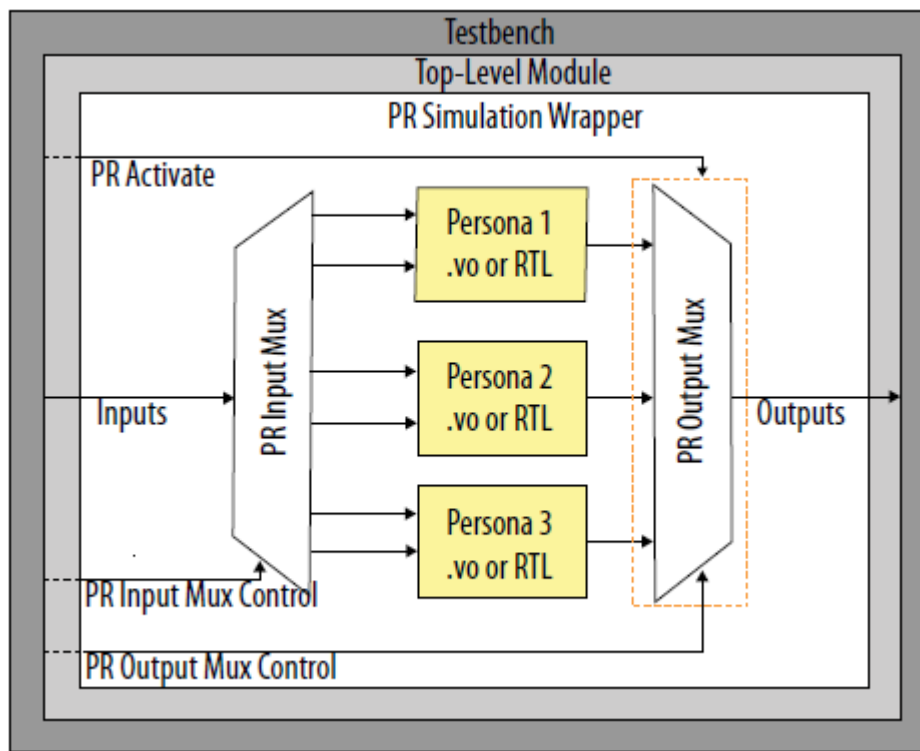 Testbench
Top-Level Module
PR Simulation Wrapper
PR Activate
PR Input Mux
Persona 1
.vo or RTL
Persona 2
.vo or RTL
Persona 3
.vo or RTL
PR Output Mux
Inputs
Outputs
PR Input Mux Control
PR Output Mux Control